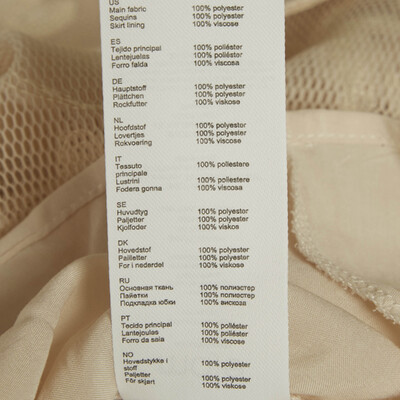 US
Main fabric 100% polyester
Sequins 100% polyester
Skirt lining 100% viscose
ES
Tejido principal 100% poliéster
Lentejuelas 100% poliéster
Forro falda 100% viscosa
DE
Hauptstoff 100% polyester
Plättchen 100% polyester
Rockfutter 100% viskose
NL
Hoofdstof 100% polyester
Lovertjes 100% polyester
Rokvoering 100% viscose
IT
Tessuto 100% poliestere
principale
Lustrini 100% poliestere
Fodera gonna 100% viscosa
SE
Huvudtyg 100% polyester
Paljetter 100% polyester
Kjolfoder 100% viskos
DK
Hovedstof 100% polyester
Pailletter 100% polyester
For i nederdel 100% viskose
RU
Основная ткань 100% полиэстер
Пайетки 100% полиэстер
Подкладка юбки 100% вискоза
PT
Tecido principal 100% poliéster
Lantejoulas 100% poliéster
Forro da saia 100% viscose
NO
Hovedstykke i 100% polyester
stoff
Paljetter 100% polyester
Fór skjørt 100% viskose